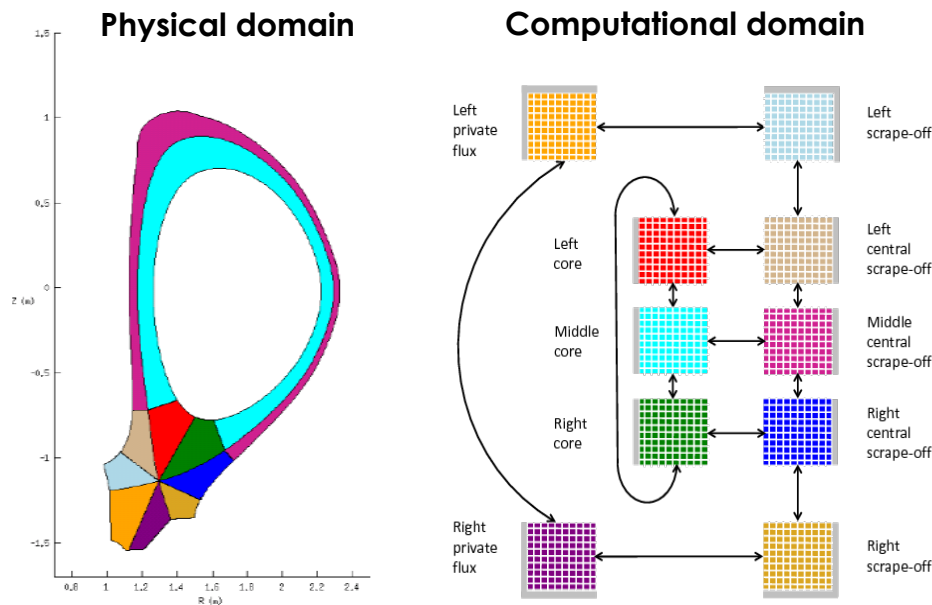 Physical domain
Computational domain
1.5
1
0.5
0
Z (m)
-0.5
-1
-1.5
0.8
1
1.2
1.4
1.6
1.8
2
2.2
2.4
R (m)
Left
private
flux
Left
scrape-off
Left
core
Left
central
scrape-off
Middle
core
Middle
central
scrape-off
Right
core
Right
central
scrape-off
Right
private
flux
Right
scrape-off